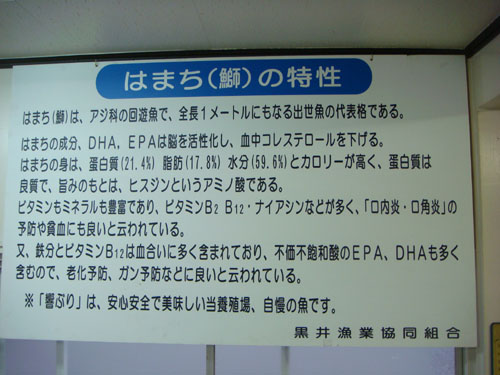 はまち(鰤)の特性
はまち(鰤)は、アジ科の回遊魚で、全長1メートルにもなる出世魚の代表格である。
はまちの成分、DHA, EPAは脳を活性化し、血中コレステロールを下げる。
はまちの身は、蛋白質(21.4%) 脂肪(17.8%) 水分(59.6%)とカロリーが高く、蛋白質は
良質で、旨みのもとは、ヒスジンというアミノ酸である。
ビタミンもミネラルも豊富であり、ビタミンB2 B12・ナイアシンなどが多く、「口内炎・口角炎」の
予防や貧血にも良いと云われている。
又、鉄分とビタミンB12は血合いに多く含まれており、不価不飽和酸のEPA、DHAも多く
含むので、老化予防、ガン予防などに良いと云われている。
※「響ぶり」は、安心安全で美味しい当養殖場、自慢の魚です。
黒井漁業協同組合